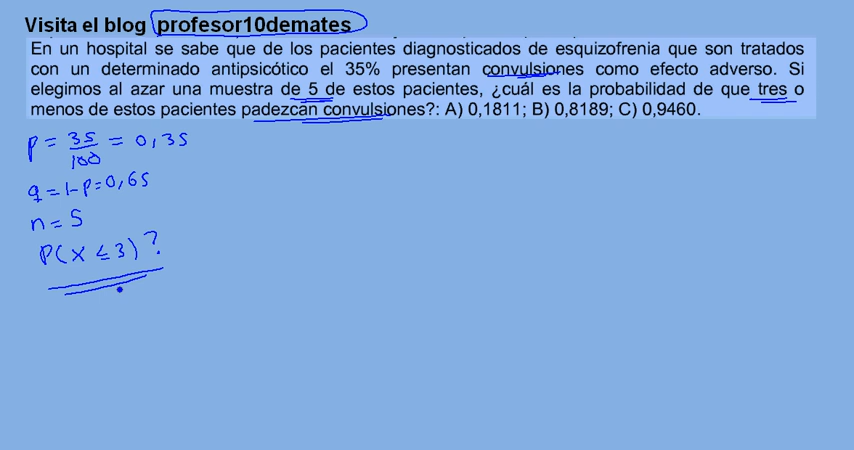 Visita el blog profesor10demates
En un hospital se sabe que de los pacientes diagnosticados de esquizofrenia que son tratados
con un determinado antipsicótico el 35% presentan convulsiones como efecto adverso. Si
elegimos al azar una muestra de 5 de estos pacientes, ¿cuál es la probabilidad de que tres o
menos de estos pacientes padezcan convulsiones?: A) 0,1811; B) 0,8189; C) 0,9460.
p = 35/100 = 0,35
q = 1-p = 0,65
n = 5
P(X ≤ 3) ?